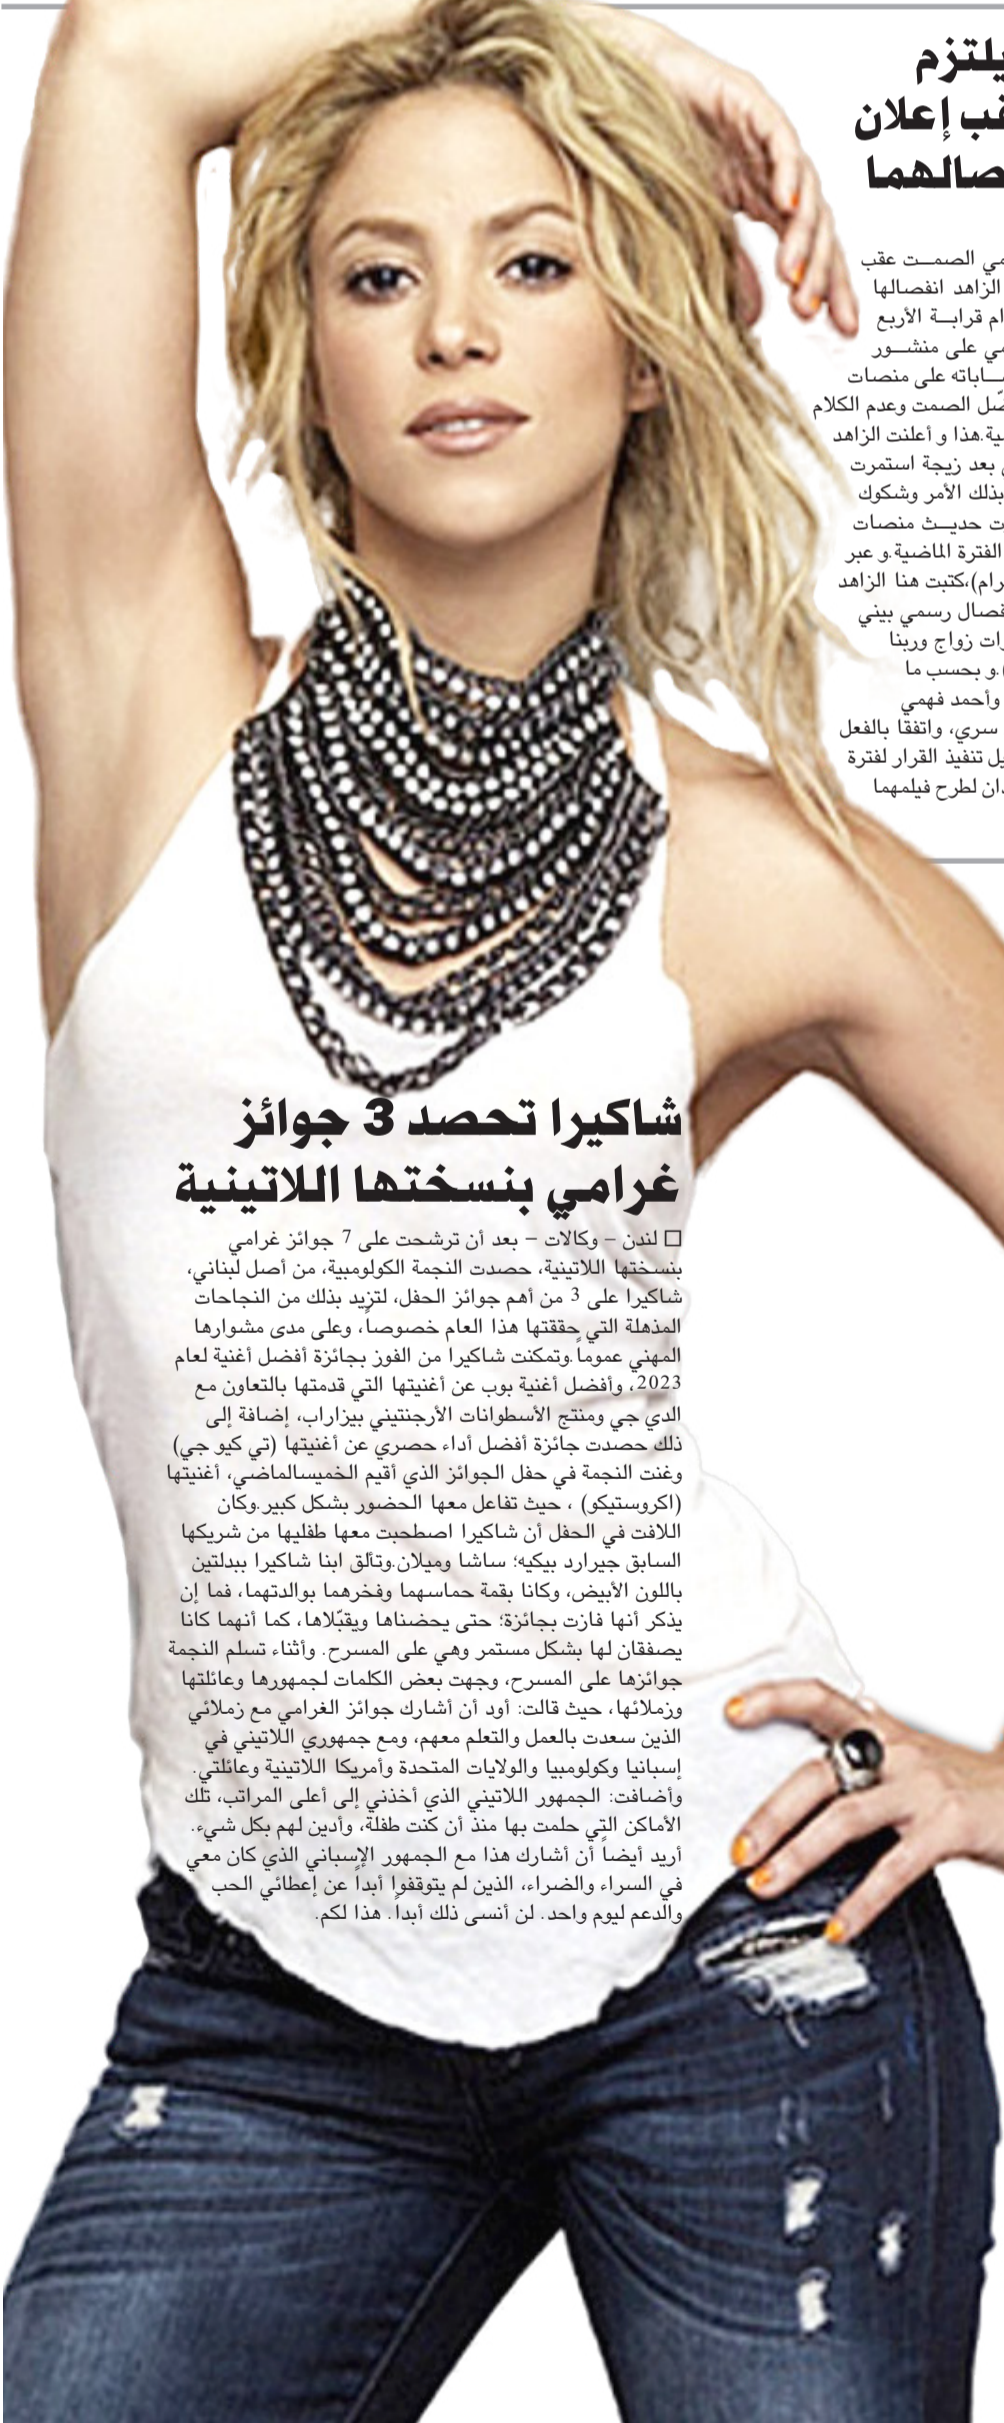 يلتزم
إعلان
مي الصمـــت عقب
الزاهد انفصالها
قرابـــة الأربع
مي على منشـــور
على منصات
الصمت وعدم الكلام
هذا و أعلنت الزاهد
بعد زيجة استمرت
بذلك الأمر وشكوك
حديـــث منصات
الفترة الماضية.و عبر
رام)،كتبت هنا الزاهد
رسمي بيني
زواج وربنا
).و بحسب ما
وأحمد فهمي
سري، واتفقا بالفعل
تنفيذ القرار لفترة
لطرح فيلمهما
شاكيرا تحصد 3 جوائز
غرامي بنسختها اللاتينية
□ لندن – وكالات – بعد أن ترشحت على 7 جوائز غرامي
بنسختها اللاتينية، حصدت النجمة الكولومبية، من أصل لبناني،
شاكيرا على 3 من أهم جوائز الحفل، لتزيد بذلك من النجاحات
المذهلة التي حققتها هذا العام خصوصاً، وعلى مدى مشوارها
المهني عموماً.وتمكنت شاكيرا من الفوز بجائزة أفضل أغنية لعام
2023، وأفضل أغنية بوب عن أغنيتها التي قدمتها بالتعاون مع
الدي جي ومنتج الأسطوانات الأرجنتيني بيزاراب، إضافة إلى
ذلك حصدت جائزة أفضل أداء حصري عن أغنيتها (تي كيو جي)
وغنت النجمة في حفل الجوائز الذي أقيم الخميسالماضي، أغنيتها
(اكروستيكو) ، حيث تفاعل معها الحضور بشكل كبير.وكان
اللافت في الحفل أن شاكيرا اصطحبت معها طفليها من شريكها
السابق جيرارد بيكيه؛ ساشا وميلان.وتألق ابنا شاكيرا ببدلتين
باللون الأبيض، وكانا بقمة حماسهما وفخرهما بوالدتهما، فما إن
يذكر أنها فازت بجائزة؛ حتى يحضناها ويقبّلاها، كما أنهما كانا
يصفقان لها بشكل مستمر وهي على المسرح. وأثناء تسلم النجمة
جوائزها على المسرح، وجهت بعض الكلمات لجمهورها وعائلتها
وزملائها، حيث قالت: أود أن أشارك جوائز الغرامي مع زملائي
الذين سعدت بالعمل والتعلم معهم، ومع جمهوري اللاتيني في
إسبانيا وكولومبيا والولايات المتحدة وأمريكا اللاتينية وعائلتي.
وأضافت: الجمهور اللاتيني الذي أخذني إلى أعلى المراتب، تلك
الأماكن التي حلمت بها منذ أن كنت طفلة، وأدين لهم بكل شيء.
أريد أيضاً أن أشارك هذا مع الجمهور الإسباني الذي كان معي
في السراء والضراء، الذين لم يتوقفوا أبداً عن إعطائي الحب
والدعم ليوم واحد. لن أنسى ذلك أبداً. هذا لكم.